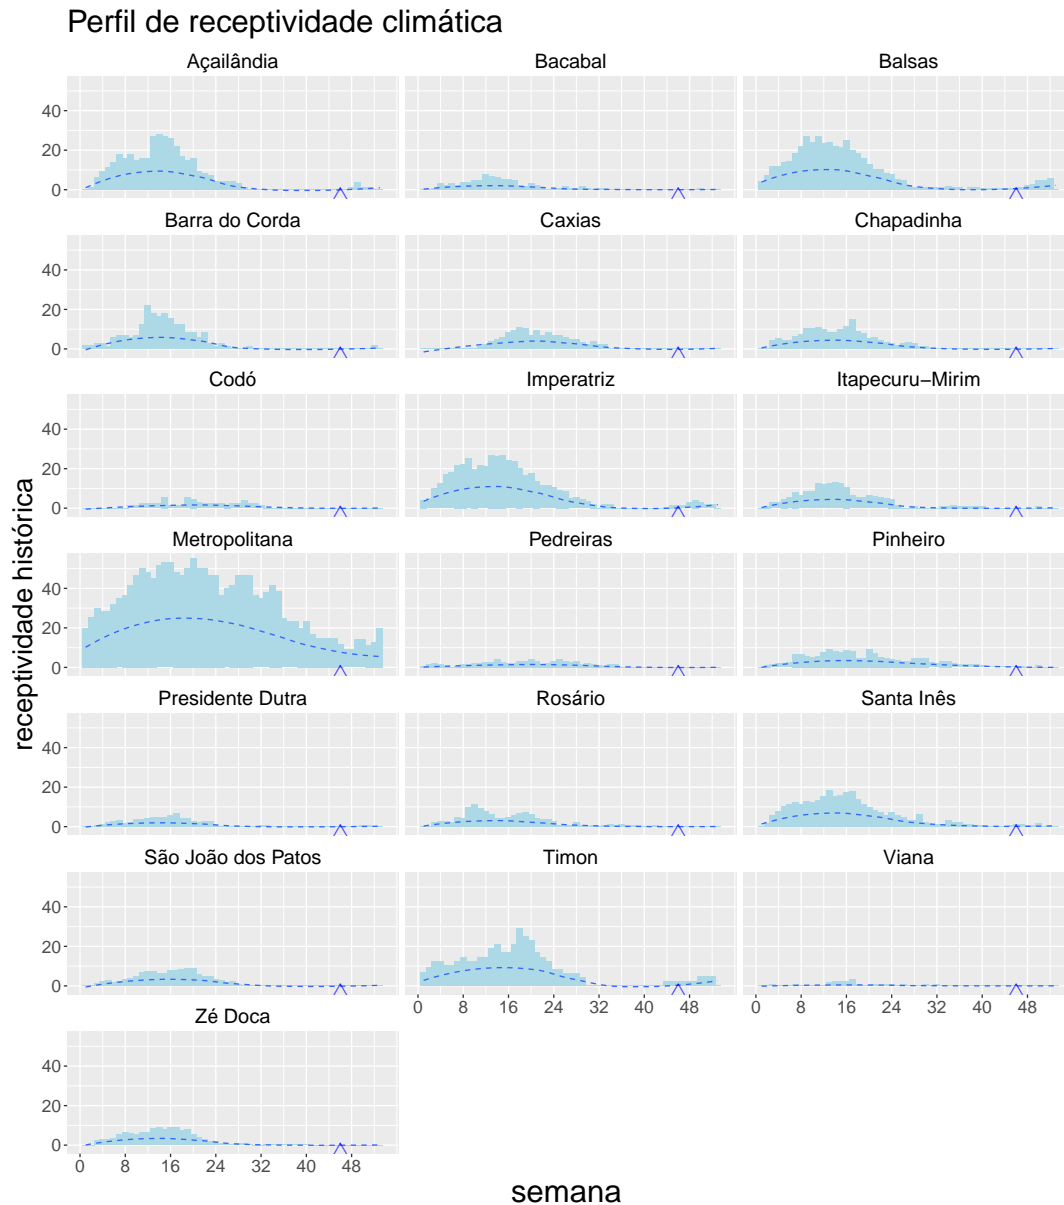 Perfil de receptividade climática
Açailândia Bacabal Balsas
40
20
0
Barra do Corda Caxias Chapadinha
40
20
0
Codó Imperatriz Itapecuru−Mirim
40
20
0
Metropolitana Pedreiras Pinheiro
40
20
0
Presidente Dutra Rosário Santa Inês
40
20
0
São João dos Patos Timon Viana
40
20
0
0 8 16 24 32 40 48 0 8 16 24 32 40 48
Zé Doca
40
20
0
0 8 16 24 32 40 48
semana
receptividade histórica